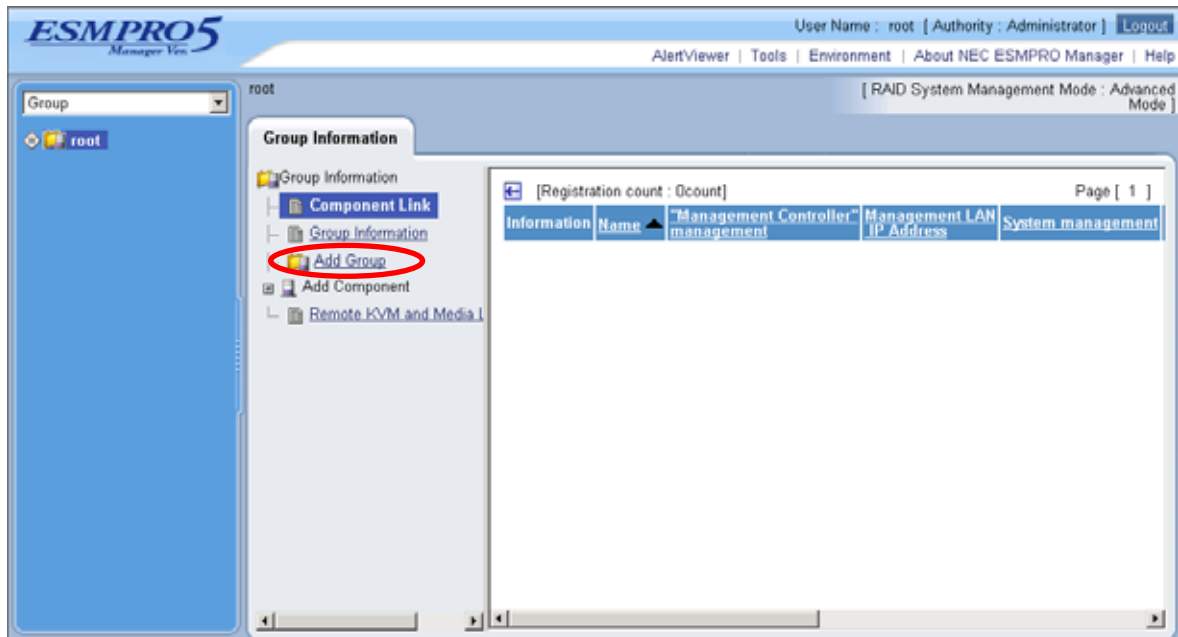 ESMPRO5
Manager Ver.
User Name : root [ Authority : Administrator ] Logout
AlertViewer | Tools | Environment | About NEC ESMPRO Manager | Help
Group
root
root
[ RAID System Management Mode : Advanced
Mode ]
Group Information
Group Information
Component Link
Group Information
Add Group
Add Component
Remote KVM and Media L
[Registration count : 0count]
Page [ 1 ]
Information Name "Management Controller" management Management LAN IP Address System management